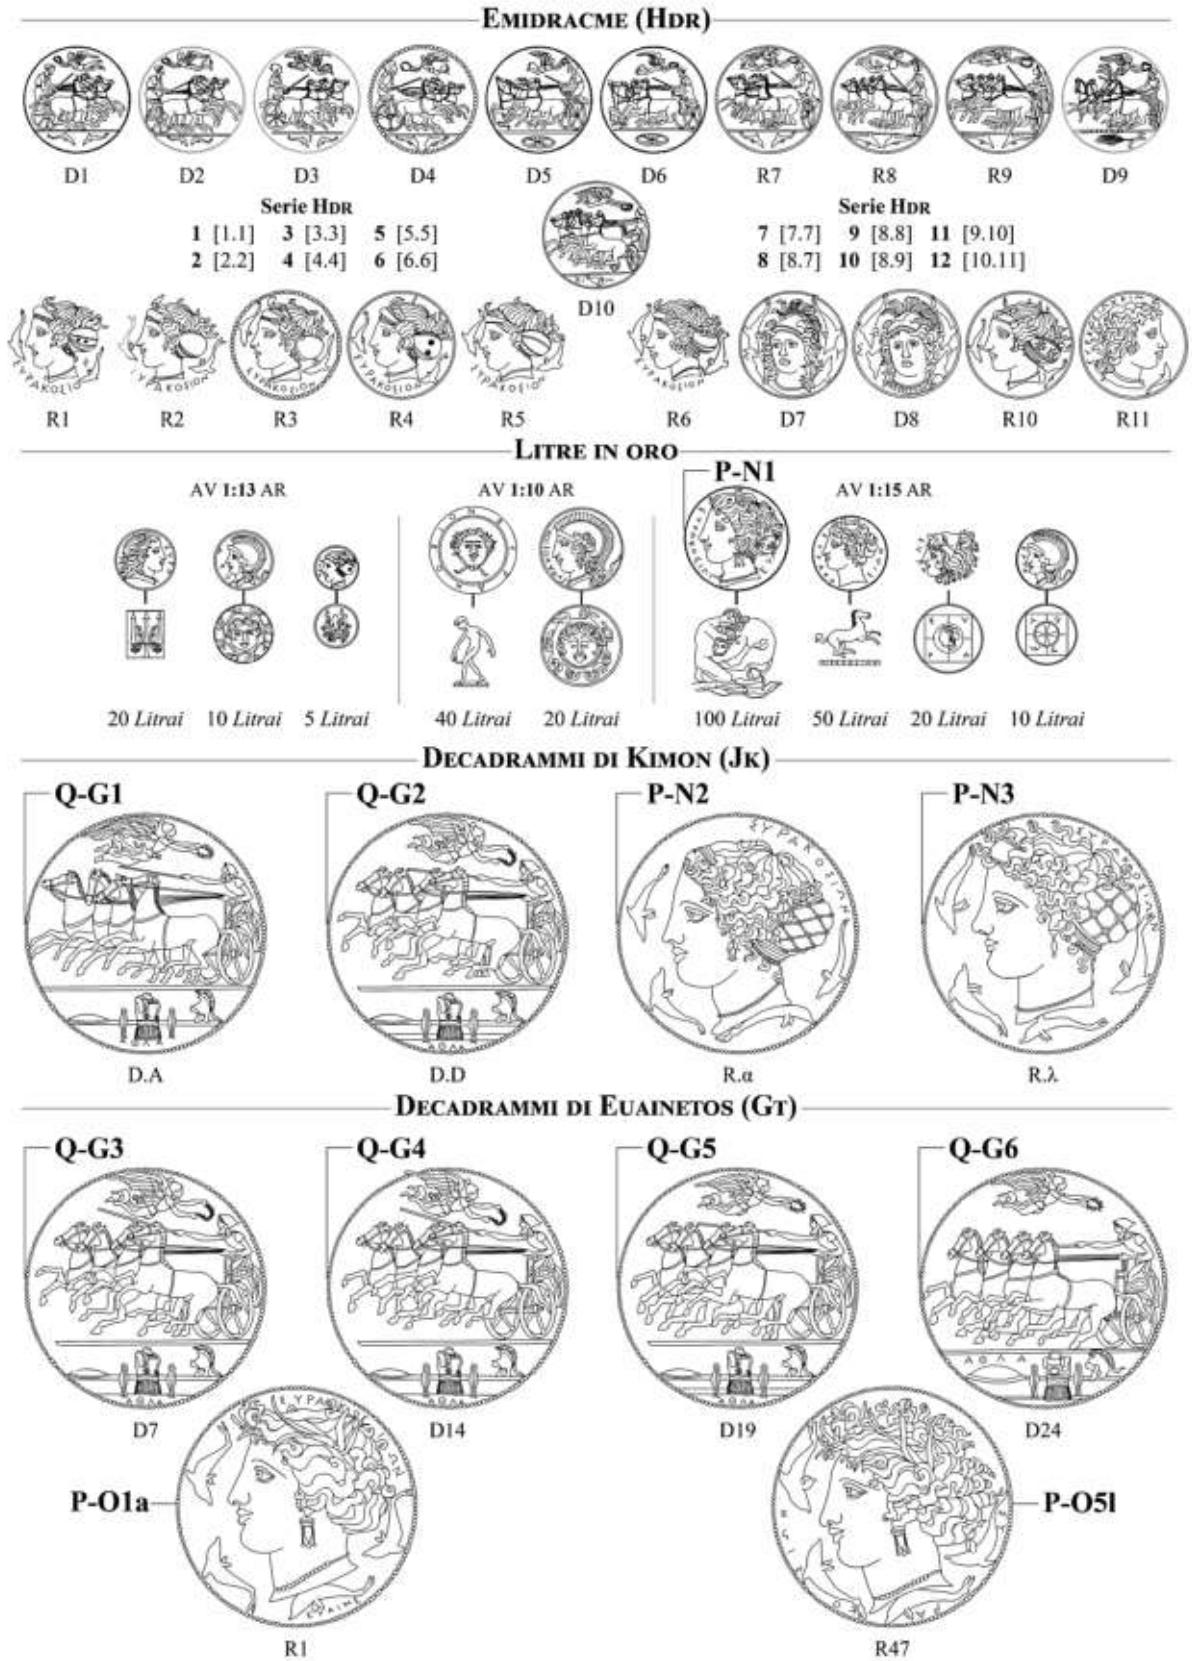 EMIDRACME (HDR)
D1 D2 D3 D4 D5 D6 R7 R8 R9 D9
Serie HDR
1 [1.1] 3 [3.3] 5 [5.5]
2 [2.2] 4 [4.4] 6 [6.6]
D10
Serie HDR
7 [7.7] 9 [8.8] 11 [9.10]
8 [8.7] 10 [8.9] 12 [10.11]
R1 R2 R3 R4 R5 R6 D7 D8 R10 R11
LITRE IN ORO
P-N1
AV 1:13 AR AV 1:10 AR AV 1:15 AR
20 Litrai 10 Litrai 5 Litrai 40 Litrai 20 Litrai 100 Litrai 50 Litrai 20 Litrai 10 Litrai
DECADRAMMI DI KIMON (JK)
Q-G1 Q-G2 P-N2 P-N3
ΣΥΡΑΚΟΣΙΩΝ
ΑΘΛΑ
D.A D.D R.α R.λ
DECADRAMMI DI EUAINETOS (GT)
Q-G3 Q-G4 Q-G5 Q-G6
ΑΘΛΑ ΑΘΛΑ ΑΘΛΑ ΑΘΛΑ
D7 D14 D19 D24
P-O1a P-O5l
R1 R47